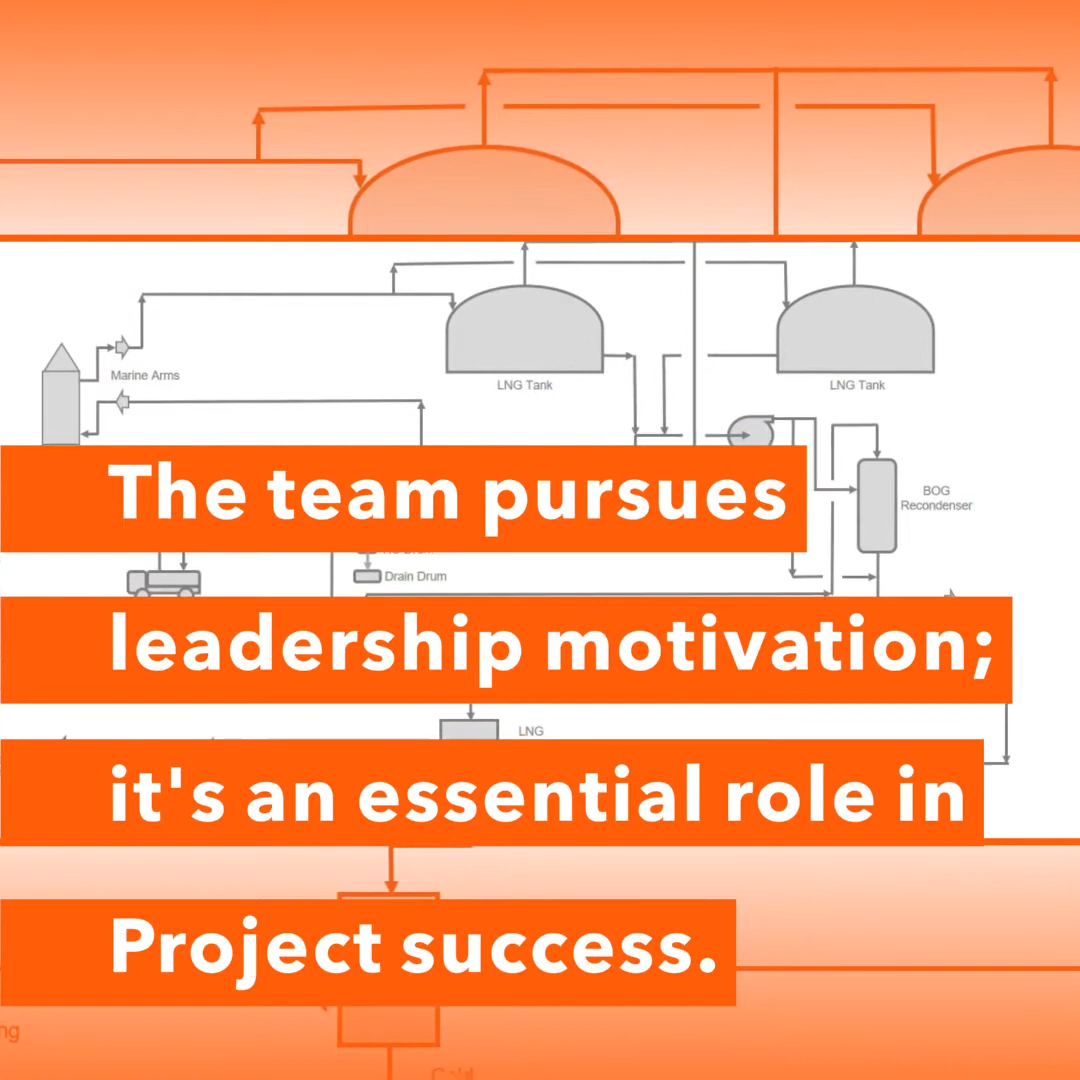 Marine Arms
LNG Tank
LNG Tank
The team pursues
BOG
Recondenser
Drain Drum
leadership motivation;
LNG
it's an essential role in
Project success.
ng